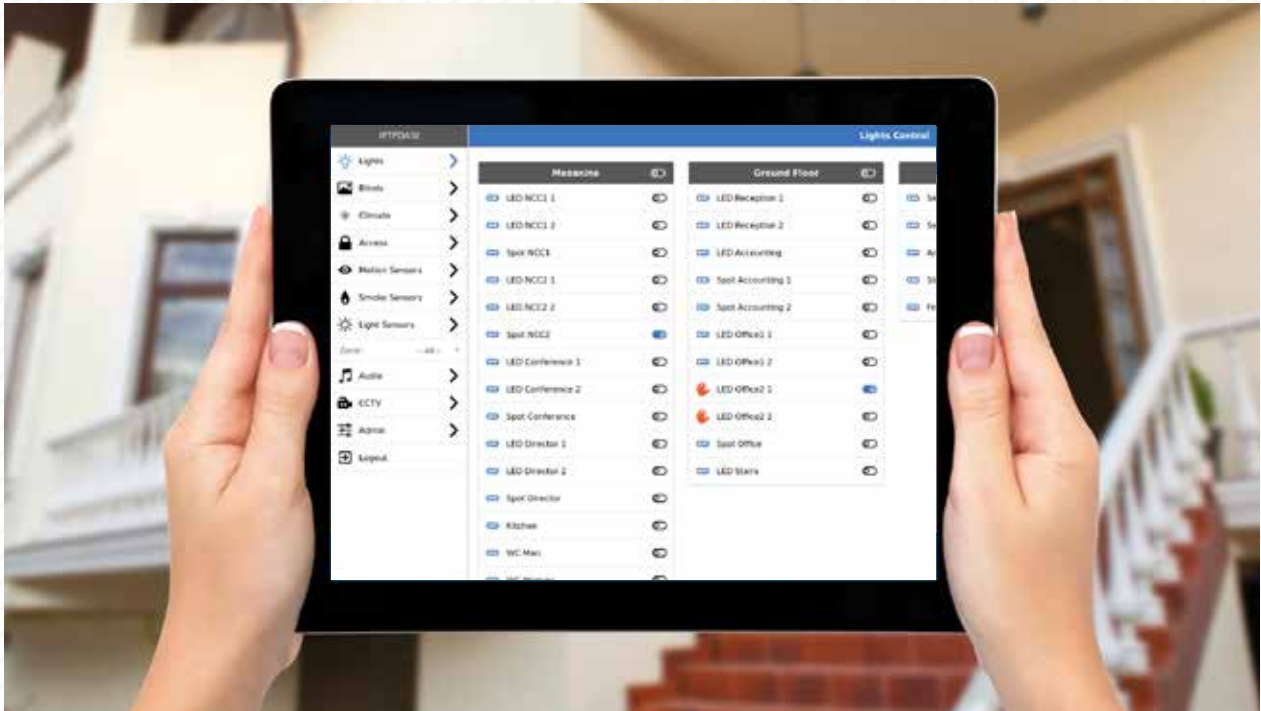 Lights Control
Lights
Blinds
Climate
Access
Motion Sensors
Smoke Sensors
Light Sensors
Zone:
Audio
CCTV
Admin
Logout
Mezanine
LED NCC1 1
LED NCC1 2
Spot NCC1
LED NCC2 1
LED NCC2 2
Spot NCC2
LED Conference 1
LED Conference 2
Spot Conference
LED Director 1
LED Director 2
Spot Director
Kitchen
WC Men
Ground Floor
LED Reception 1
LED Reception 2
LED Accounting
Spot Accounting 1
Spot Accounting 2
LED Office1 1
LED Office1 2
LED Office2 1
LED Office2 2
Spot Office
LED Stairs